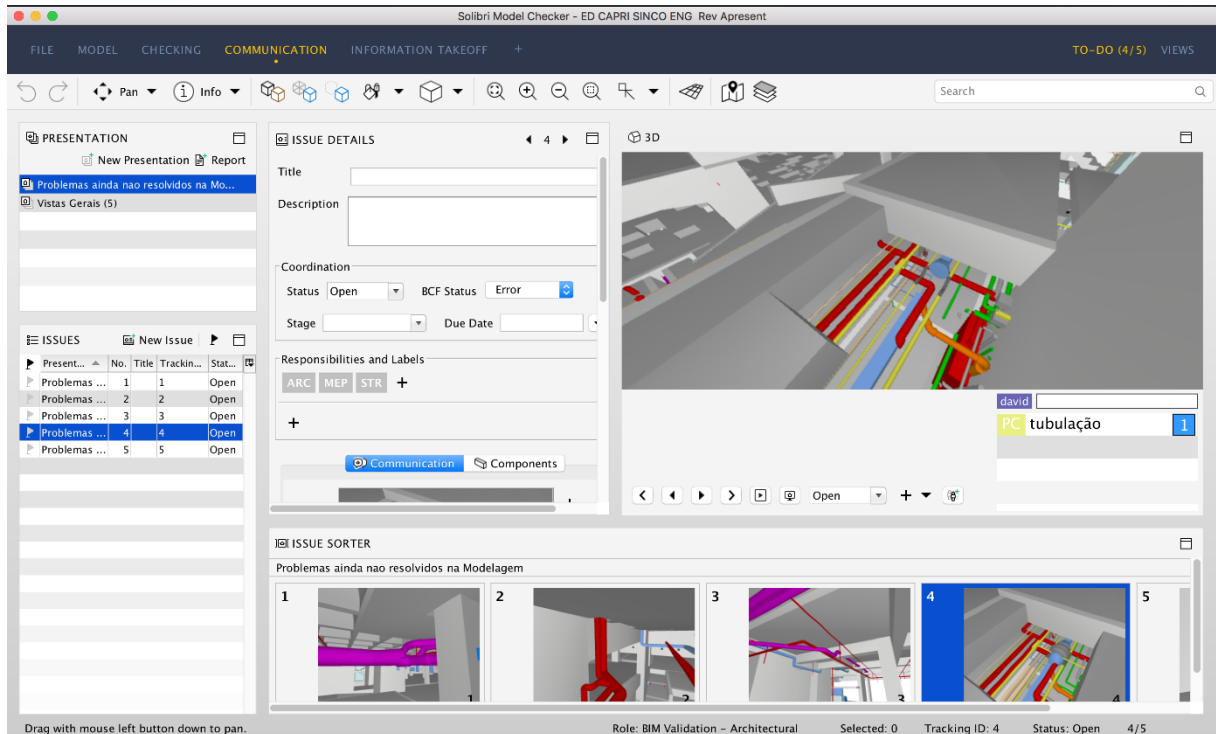 Solibri Model Checker - ED CAPRI SINCO ENG  Rev Apresent
FILE MODEL CHECKING COMMUNICATION INFORMATION TAKEOFF + TO-DO (4/5) VIEWS
Pan Info Search
PRESENTATION
New Presentation Report
Problemas ainda nao resolvidos na Mo...
Vistas Gerais (5)
ISSUES New Issue
Present... No. Title Trackin... Stat...
Problemas ... 1 1 Open
Problemas ... 2 2 Open
Problemas ... 3 3 Open
Problemas ... 4 4 Open
Problemas ... 5 5 Open
ISSUE DETAILS 4
Title
Description
Coordination
Status Open BCF Status Error
Stage Due Date
Responsibilities and Labels
ARC MEP STR +
+
Communication Components
3D
david
PC tubulação 1
Open +
ISSUE SORTER
Problemas ainda nao resolvidos na Modelagem
1 2 3 4 5
1 2 3 4
Drag with mouse left button down to pan. Role: BIM Validation - Architectural Selected: 0 Tracking ID: 4 Status: Open 4/5